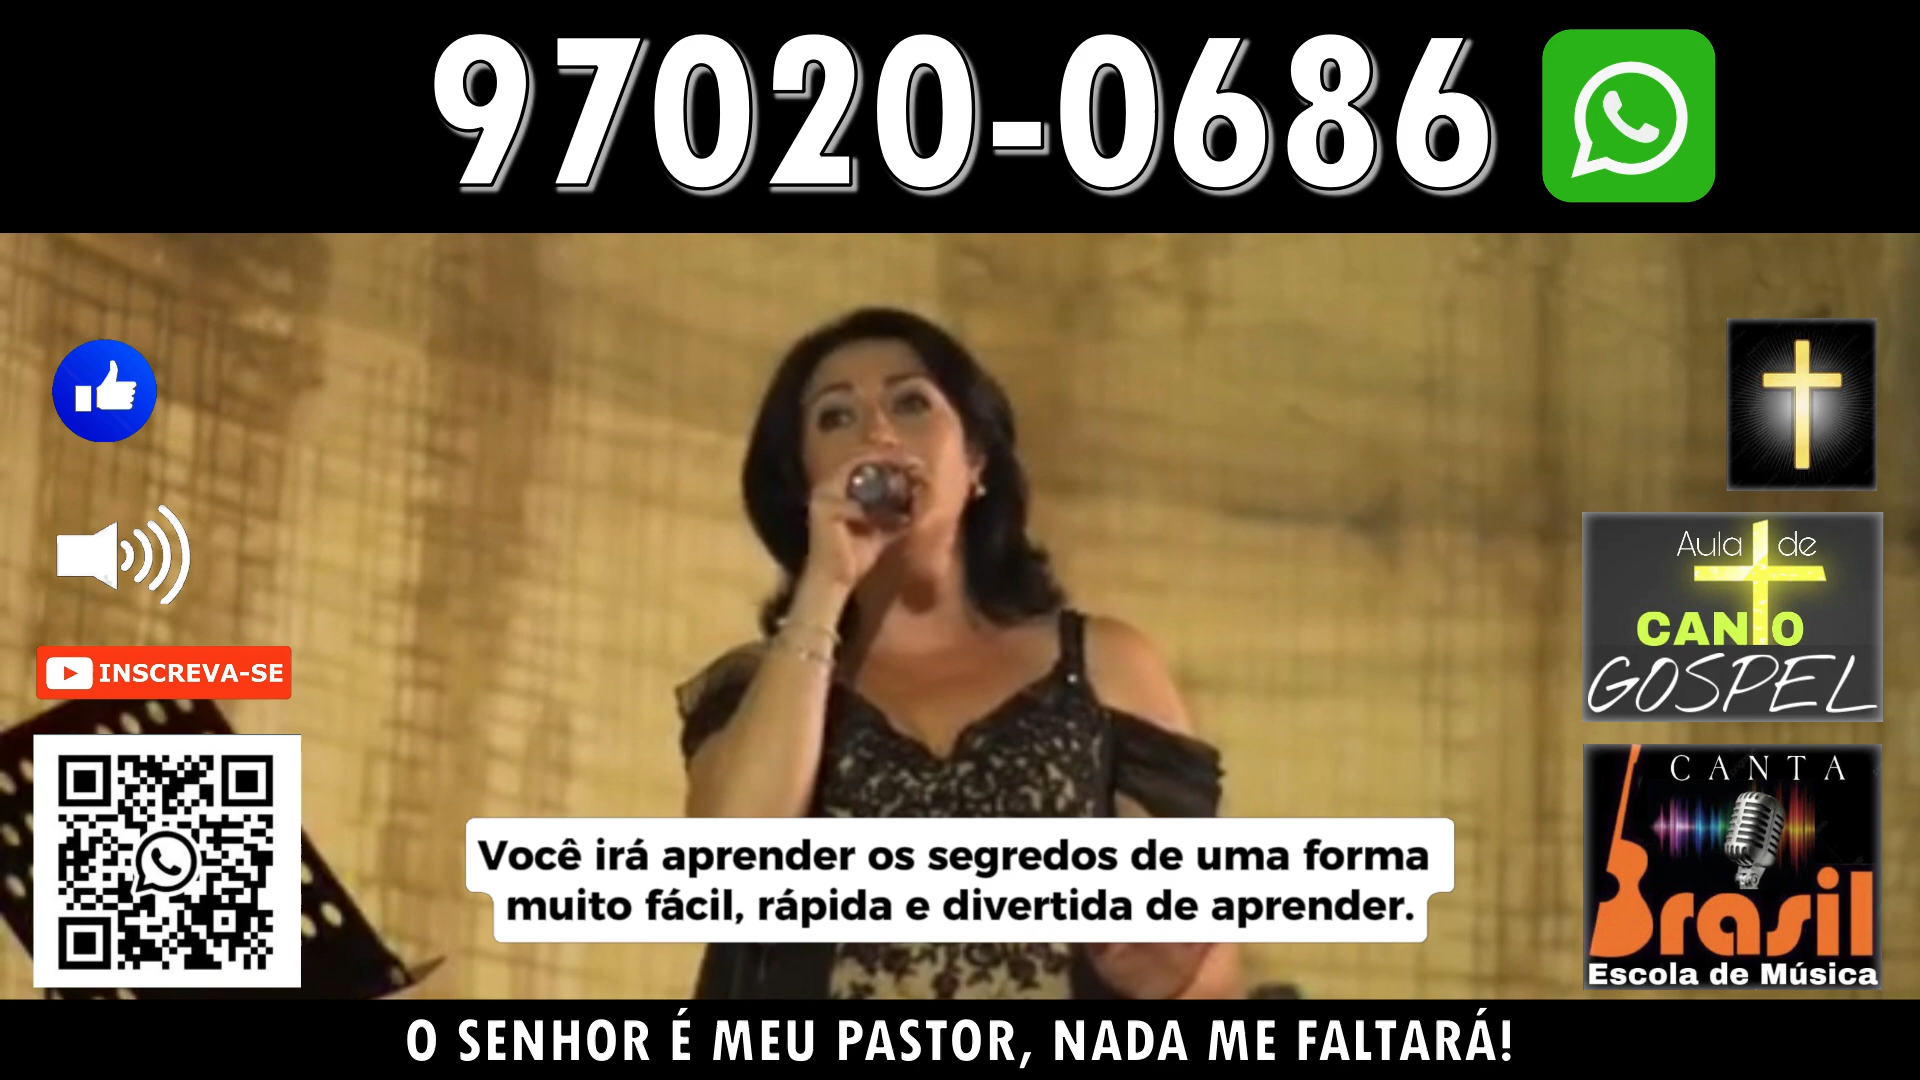 97020-0686
Aula de
CANTO
GOSPEL
INSCREVA-SE
CANTA
Brasil
Escola de Música
Você irá aprender os segredos de uma forma
muito fácil, rápida e divertida de aprender.
O SENHOR É MEU PASTOR, NADA ME FALTARÁ!